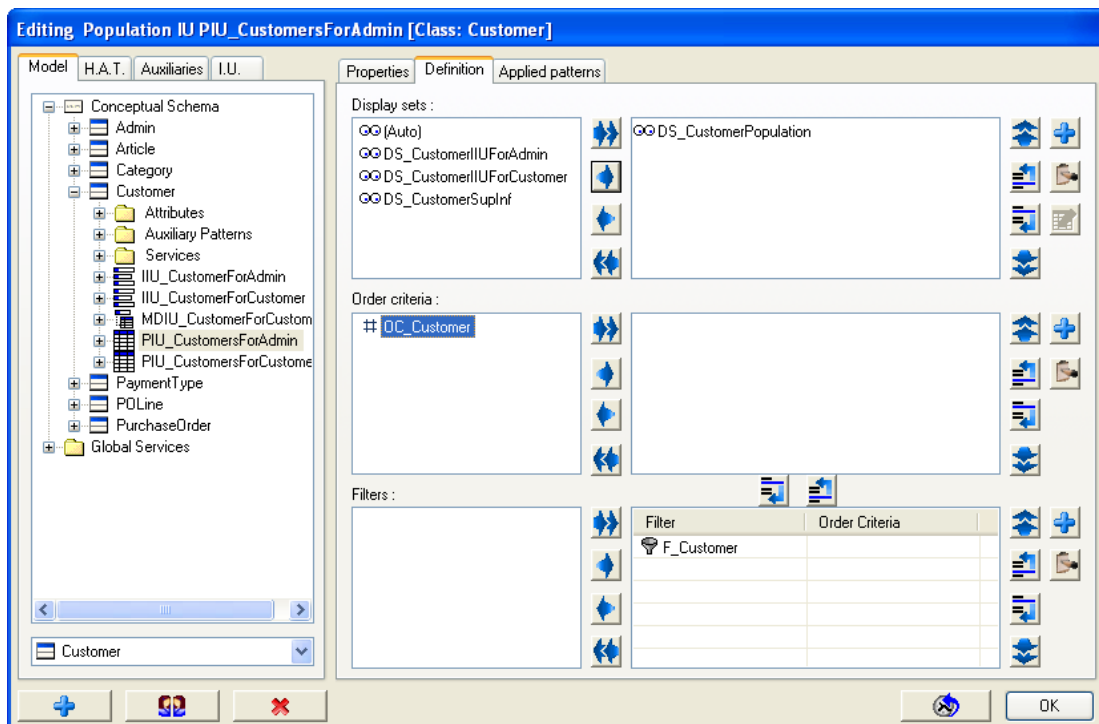 Editing Population IU PIU_CustomersForAdmin [Class: Customer]
Model H.A.T. Auxiliaries I.U.
Conceptual Schema
Admin
Article
Category
Customer
Attributes
Auxiliary Patterns
Services
IIU_CustomerForAdmin
IIU_CustomerForCustomer
MDIU_CustomerForCustom
PIU_CustomersForAdmin
PIU_CustomersForCustome
PaymentType
POLine
PurchaseOrder
Global Services
Customer
Properties Definition Applied patterns
Display sets :
(Auto)
DS_CustomerIIUForAdmin
DS_CustomerIIUForCustomer
DS_CustomerSupInf
DS_CustomerPopulation
Order criteria :
OC_Customer
Filters :
Filter Order Criteria
F_Customer
OK